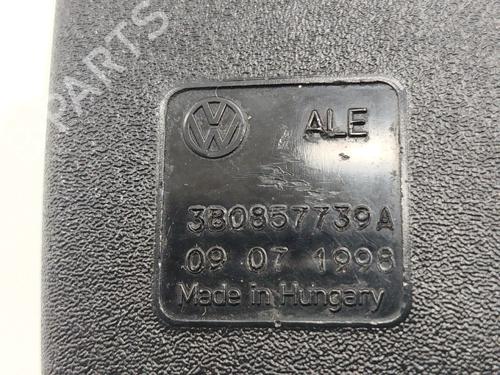 PARTS
VW
ALE
3B0857739A
09 07 1998
Made in Hungary